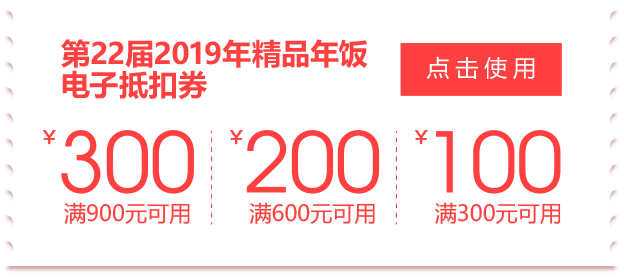 第22届2019年精品年饭
电子抵扣券
点击使用
¥300 ¥200 ¥100
满900元可用 满600元可用 满300元可用